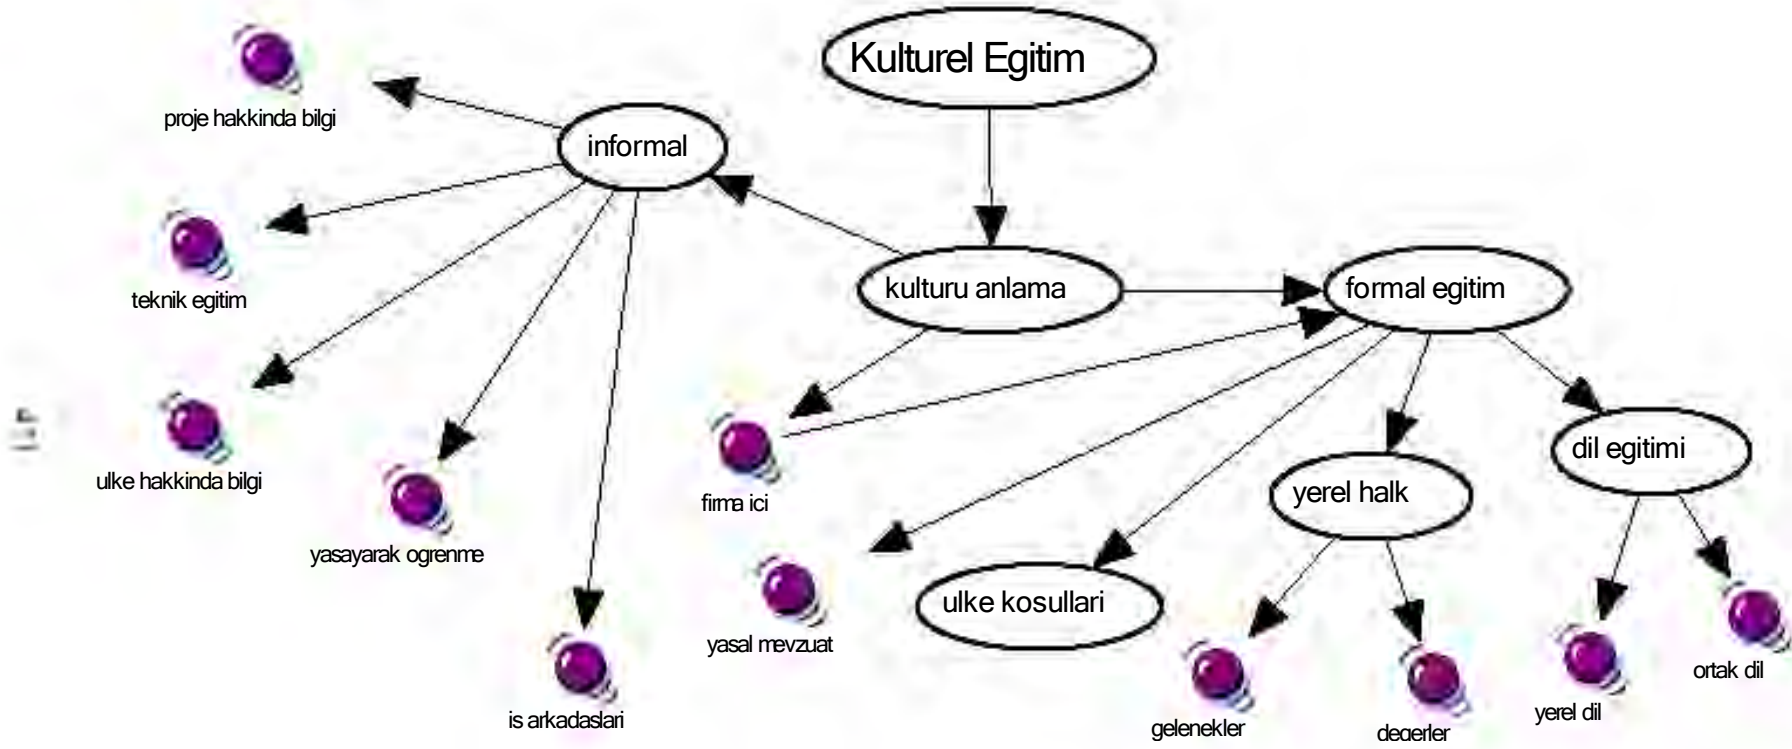 Kulturel Egitim
proje hakkinda bilgi
informal
teknik egitim
kulturu anlama
formal egitim
ulke hakkinda bilgi
yasayarak ogrenme
firma ici
yerel halk
dil egitimi
yasal mevzuat
ulke kosullari
is arkadaslari
gelenekler
degerler
yerel dil
ortak dil